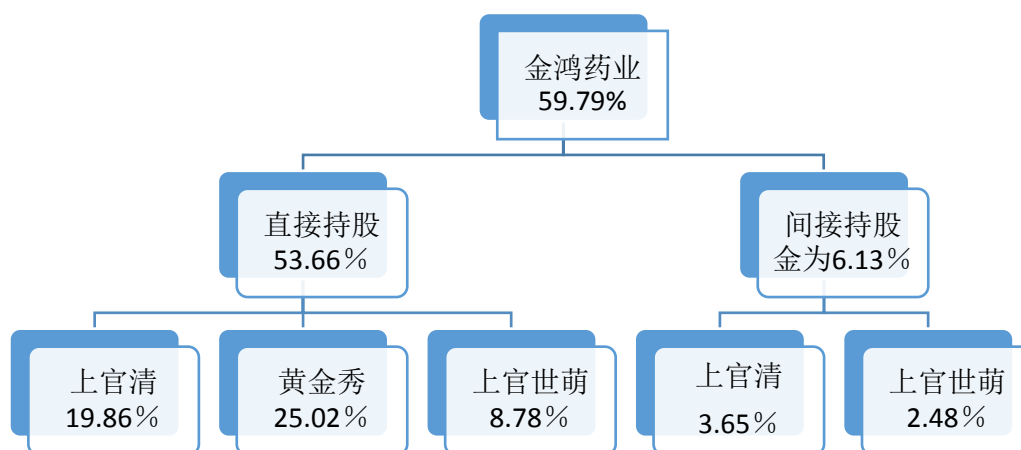 金鸿药业
59.79%
直接持股
53.66％
间接持股
金为6.13％
上官清
19.86％
黄金秀
25.02％
上官世萌
8.78％
上官清
3.65％
上官世萌
2.48％